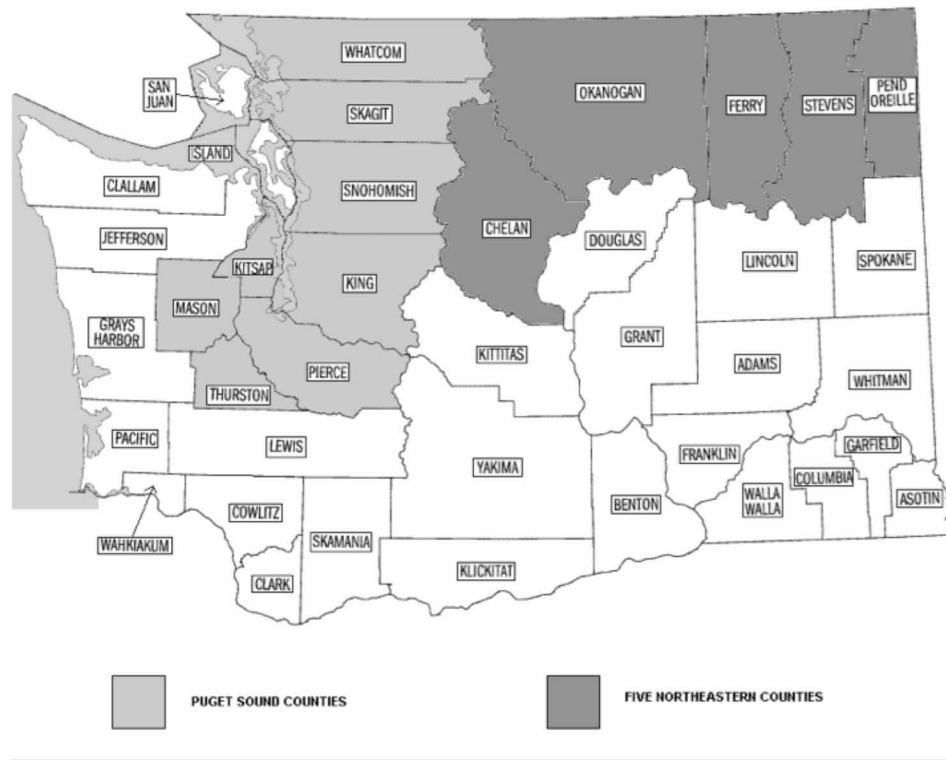 WHATCOM
SAN
JUAN
OKANOGAN
FERRY
STEVENS
PEND
OREILLE
SKAGIT
ISLAND
CLALLAM
SNOHOMISH
JEFFERSON
CHELAN
DOUGLAS
KITSAP
LINCOLN
SPOKANE
KING
MASON
GRAYS
HARBOR
GRANT
KITTITAS
ADAMS
PIERCE
WHITMAN
THURSTON
PACIFIC
LEWIS
GARFIELD
FRANKLIN
YAKIMA
COLUMBIA
WALLA
WALLA
ASOTIN
BENTON
COWLITZ
SKAMANIA
WAHKIAKUM
KLICKITAT
CLARK
PUGET SOUND COUNTIES
FIVE NORTHEASTERN COUNTIES